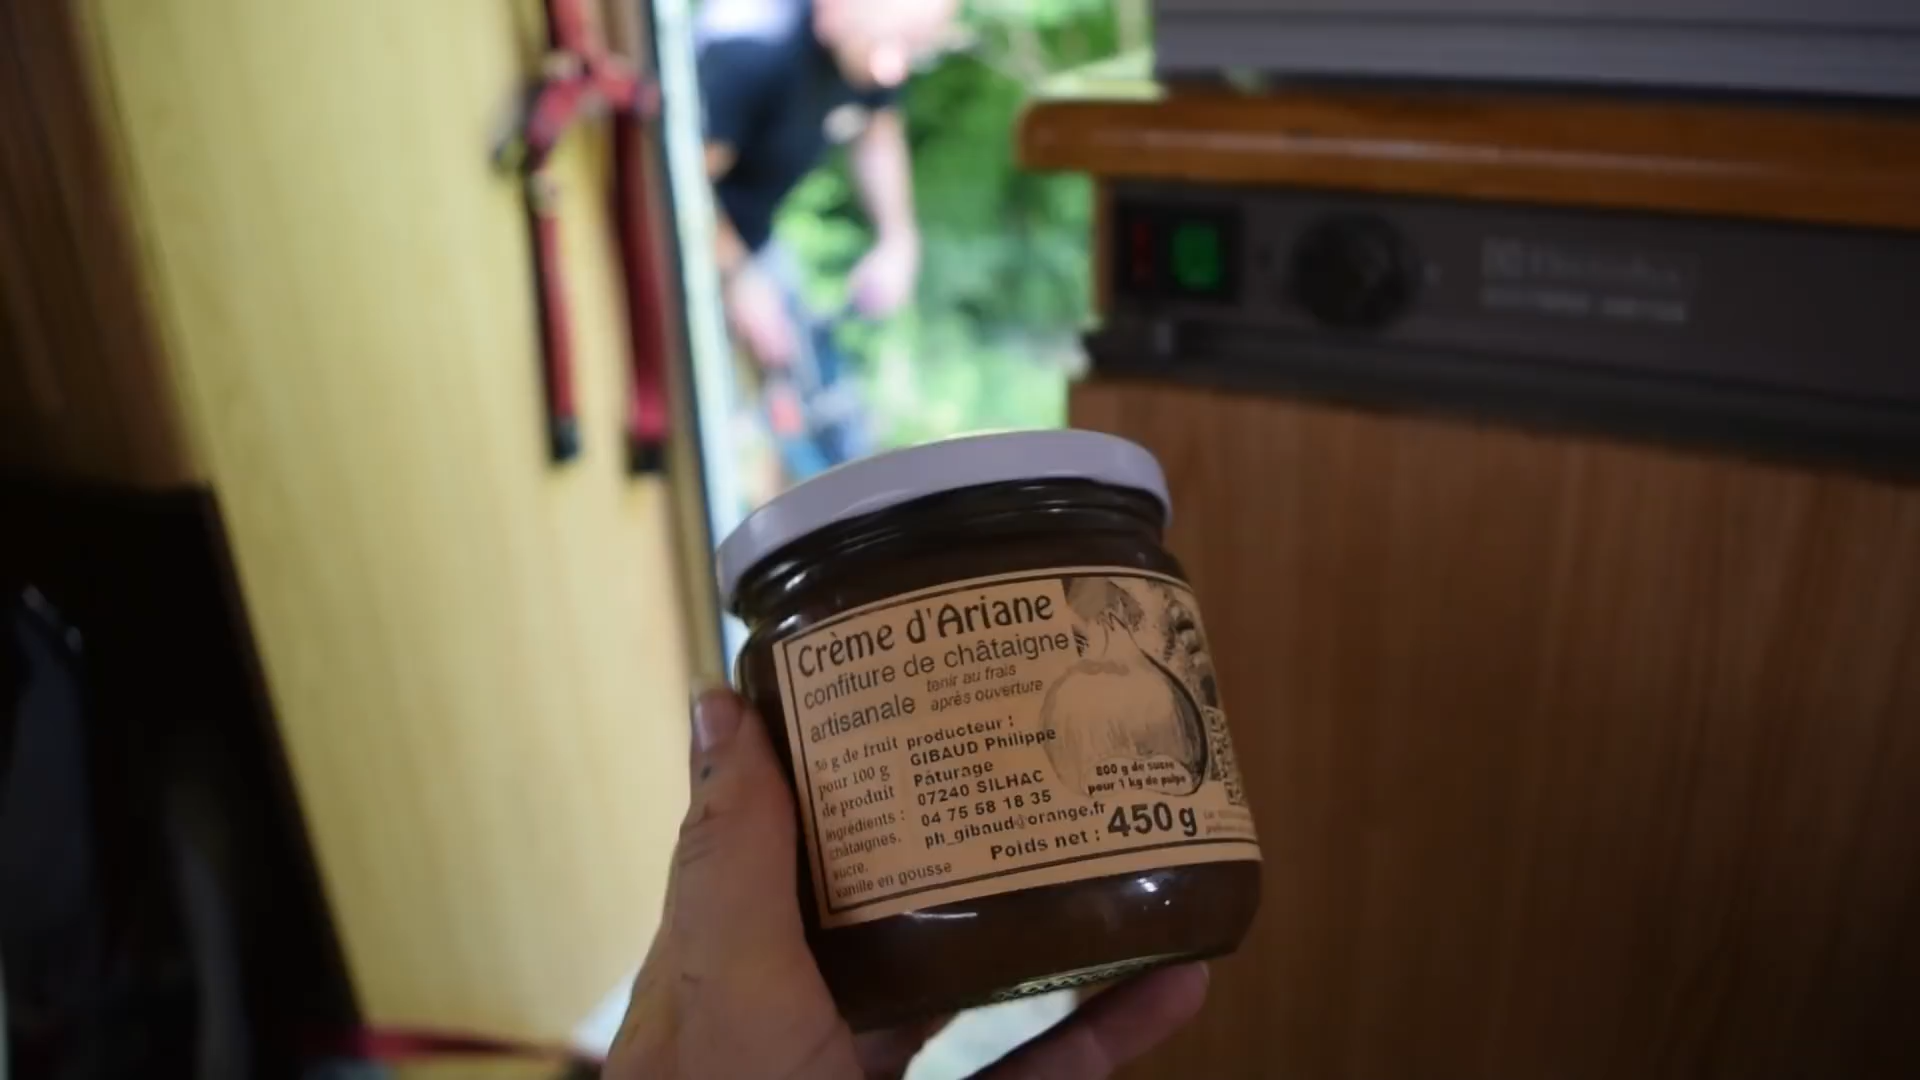 Crème d'Ariane
confiture de châtaigne
artisanale
tenir au frais
après ouverture
g de fruit
pour 100 g
de produit
ingrédients :
châtaignes,
sucre,
vanille en gousse
producteur :
GIBAUD Philippe
Pâturage
07240 SILHAC
04 75 58 18 35
ph_gibaud@orange.fr
800 g de sucre
pour 1 kg de pulpe
Poids net : 450 g